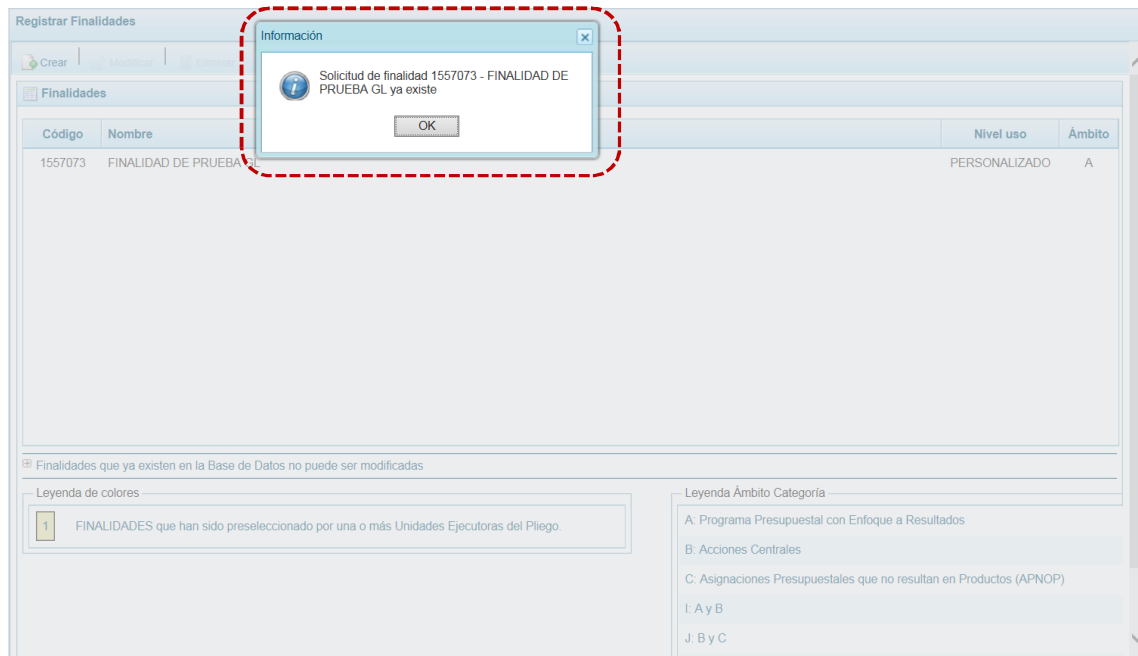 Registrar Finalidades
Información
Crear
Modificar
Eliminar
Solicitud de finalidad 1557073 - FINALIDAD DE
PRUEBA GL ya existe
OK
Finalidades
Código Nombre Nivel uso Ámbito
1557073 FINALIDAD DE PRUEBA GL PERSONALIZADO A
Finalidades que ya existen en la Base de Datos no puede ser modificadas
Leyenda de colores
1 FINALIDADES que han sido preseleccionado por una o más Unidades Ejecutoras del Pliego.
Leyenda Ámbito Categoría
A: Programa Presupuestal con Enfoque a Resultados
B: Acciones Centrales
C: Asignaciones Presupuestales que no resultan en Productos (APNOP)
I: A y B
J: B y C